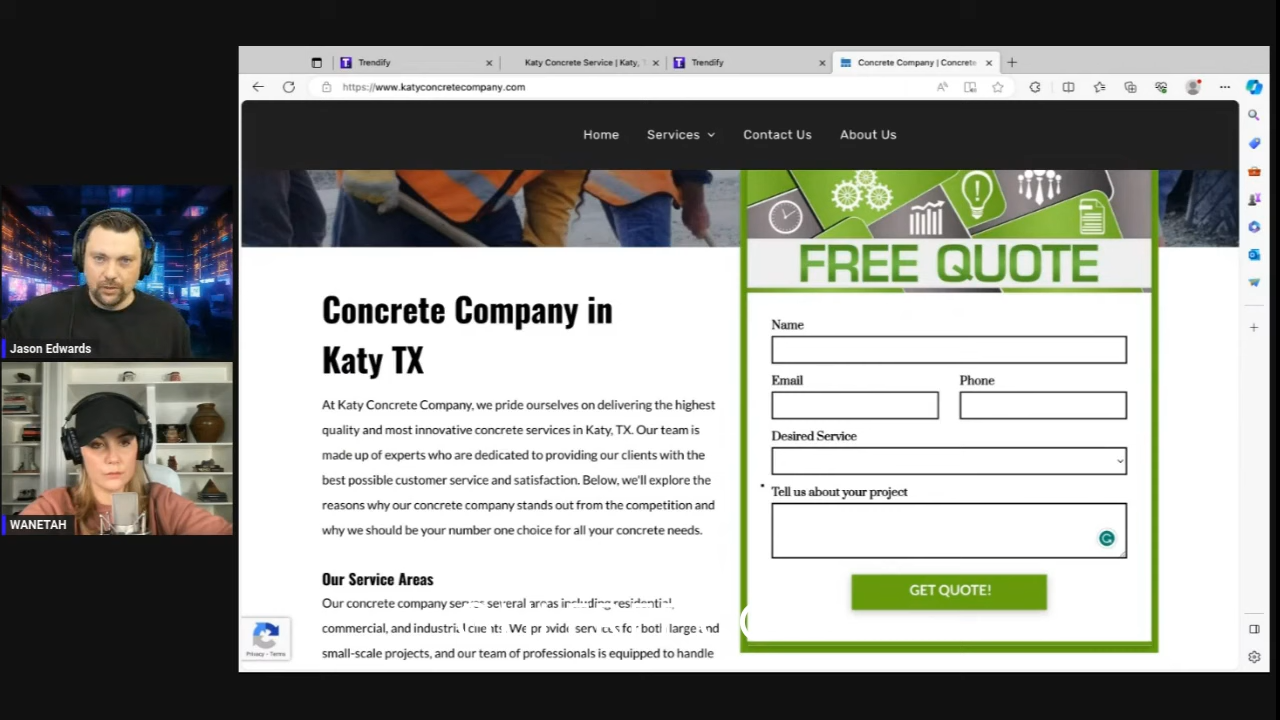 Trendify
Katy Concrete Service | Katy,
Trendify
Concrete Company | Concrete
https://www.katyconcretecompany.com
Home
Services
Contact Us
About Us
FREE QUOTE
Concrete Company in
Katy TX
At Katy Concrete Company, we pride ourselves on delivering the highest
quality and most innovative concrete services in Katy, TX. Our team is
made up of experts who are dedicated to providing our clients with the
best possible customer service and satisfaction. Below, we'll explore the
reasons why our concrete company stands out from the competition and
why we should be your number one choice for all your concrete needs.
Our Service Areas
Our concrete company serves several areas including residential,
commercial, and industrial clients. We provide services for both large and
small-scale projects, and our team of professionals is equipped to handle
Name
Email
Phone
Desired Service
* Tell us about your project
GET QUOTE!
Privacy - Terms
Jason Edwards
WANETAH